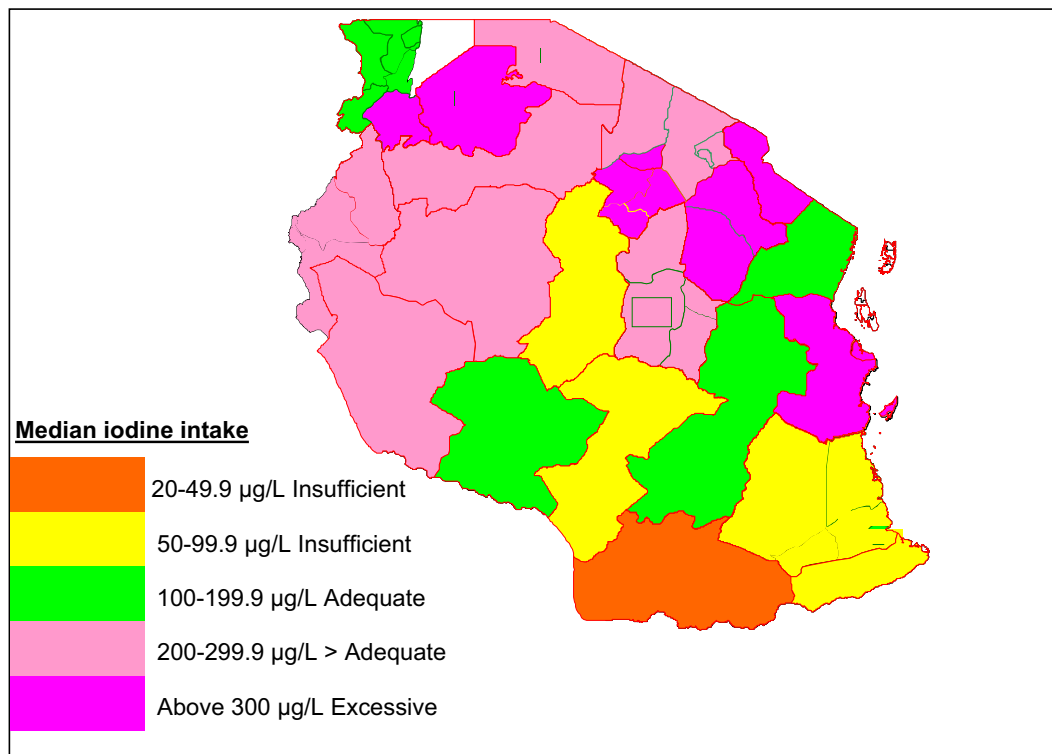 Median iodine intake
20-49.9 µg/L Insufficient
50-99.9 µg/L Insufficient
100-199.9 µg/L Adequate
200-299.9 µg/L > Adequate
Above 300 µg/L Excessive